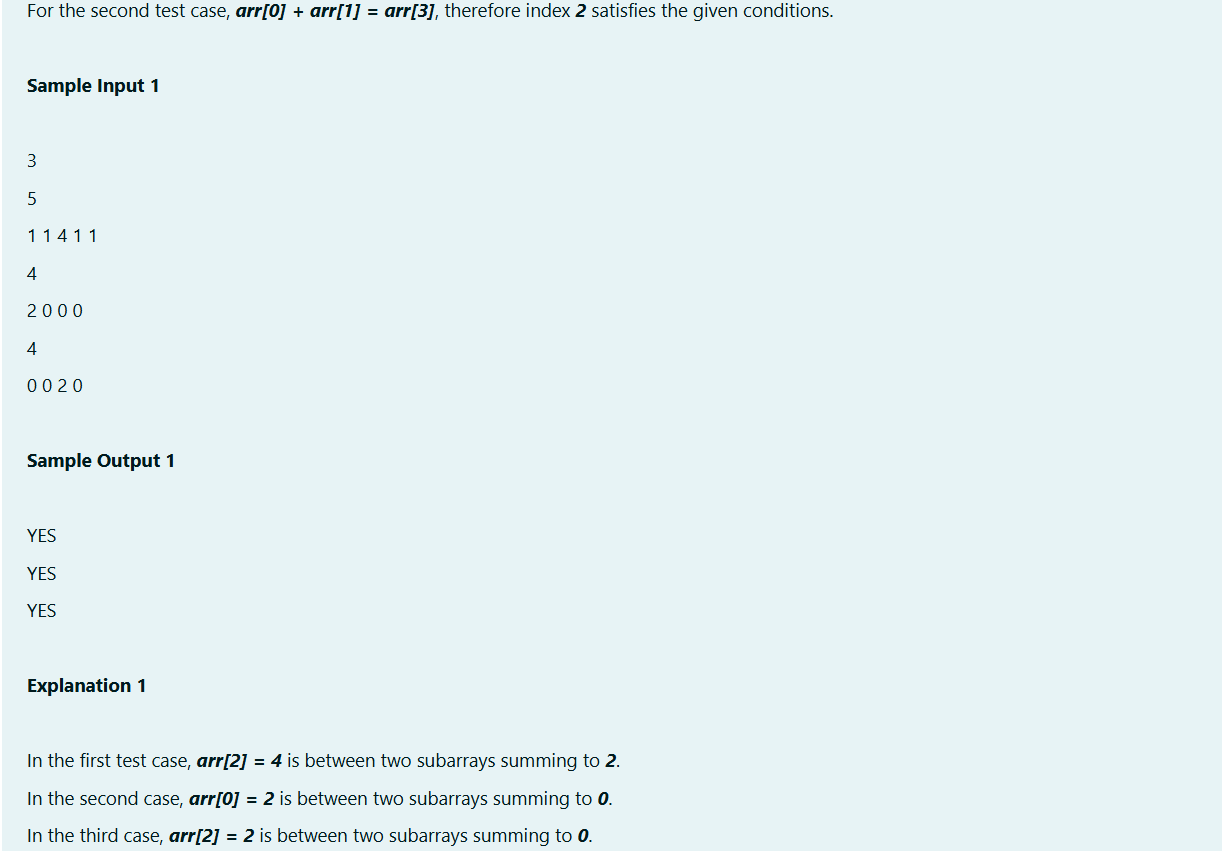 For the second test case, arr[0] + arr[1] = arr[3], therefore index 2 satisfies the given conditions.
Sample Input 1
3
5
1 1 4 1 1
4
2 0 0 0
4
0 0 2 0
Sample Output 1
YES
YES
YES
Explanation 1
In the first test case, arr[2] = 4 is between two subarrays summing to 2.
In the second case, arr[0] = 2 is between two subarrays summing to 0.
In the third case, arr[2] = 2 is between two subarrays summing to 0.